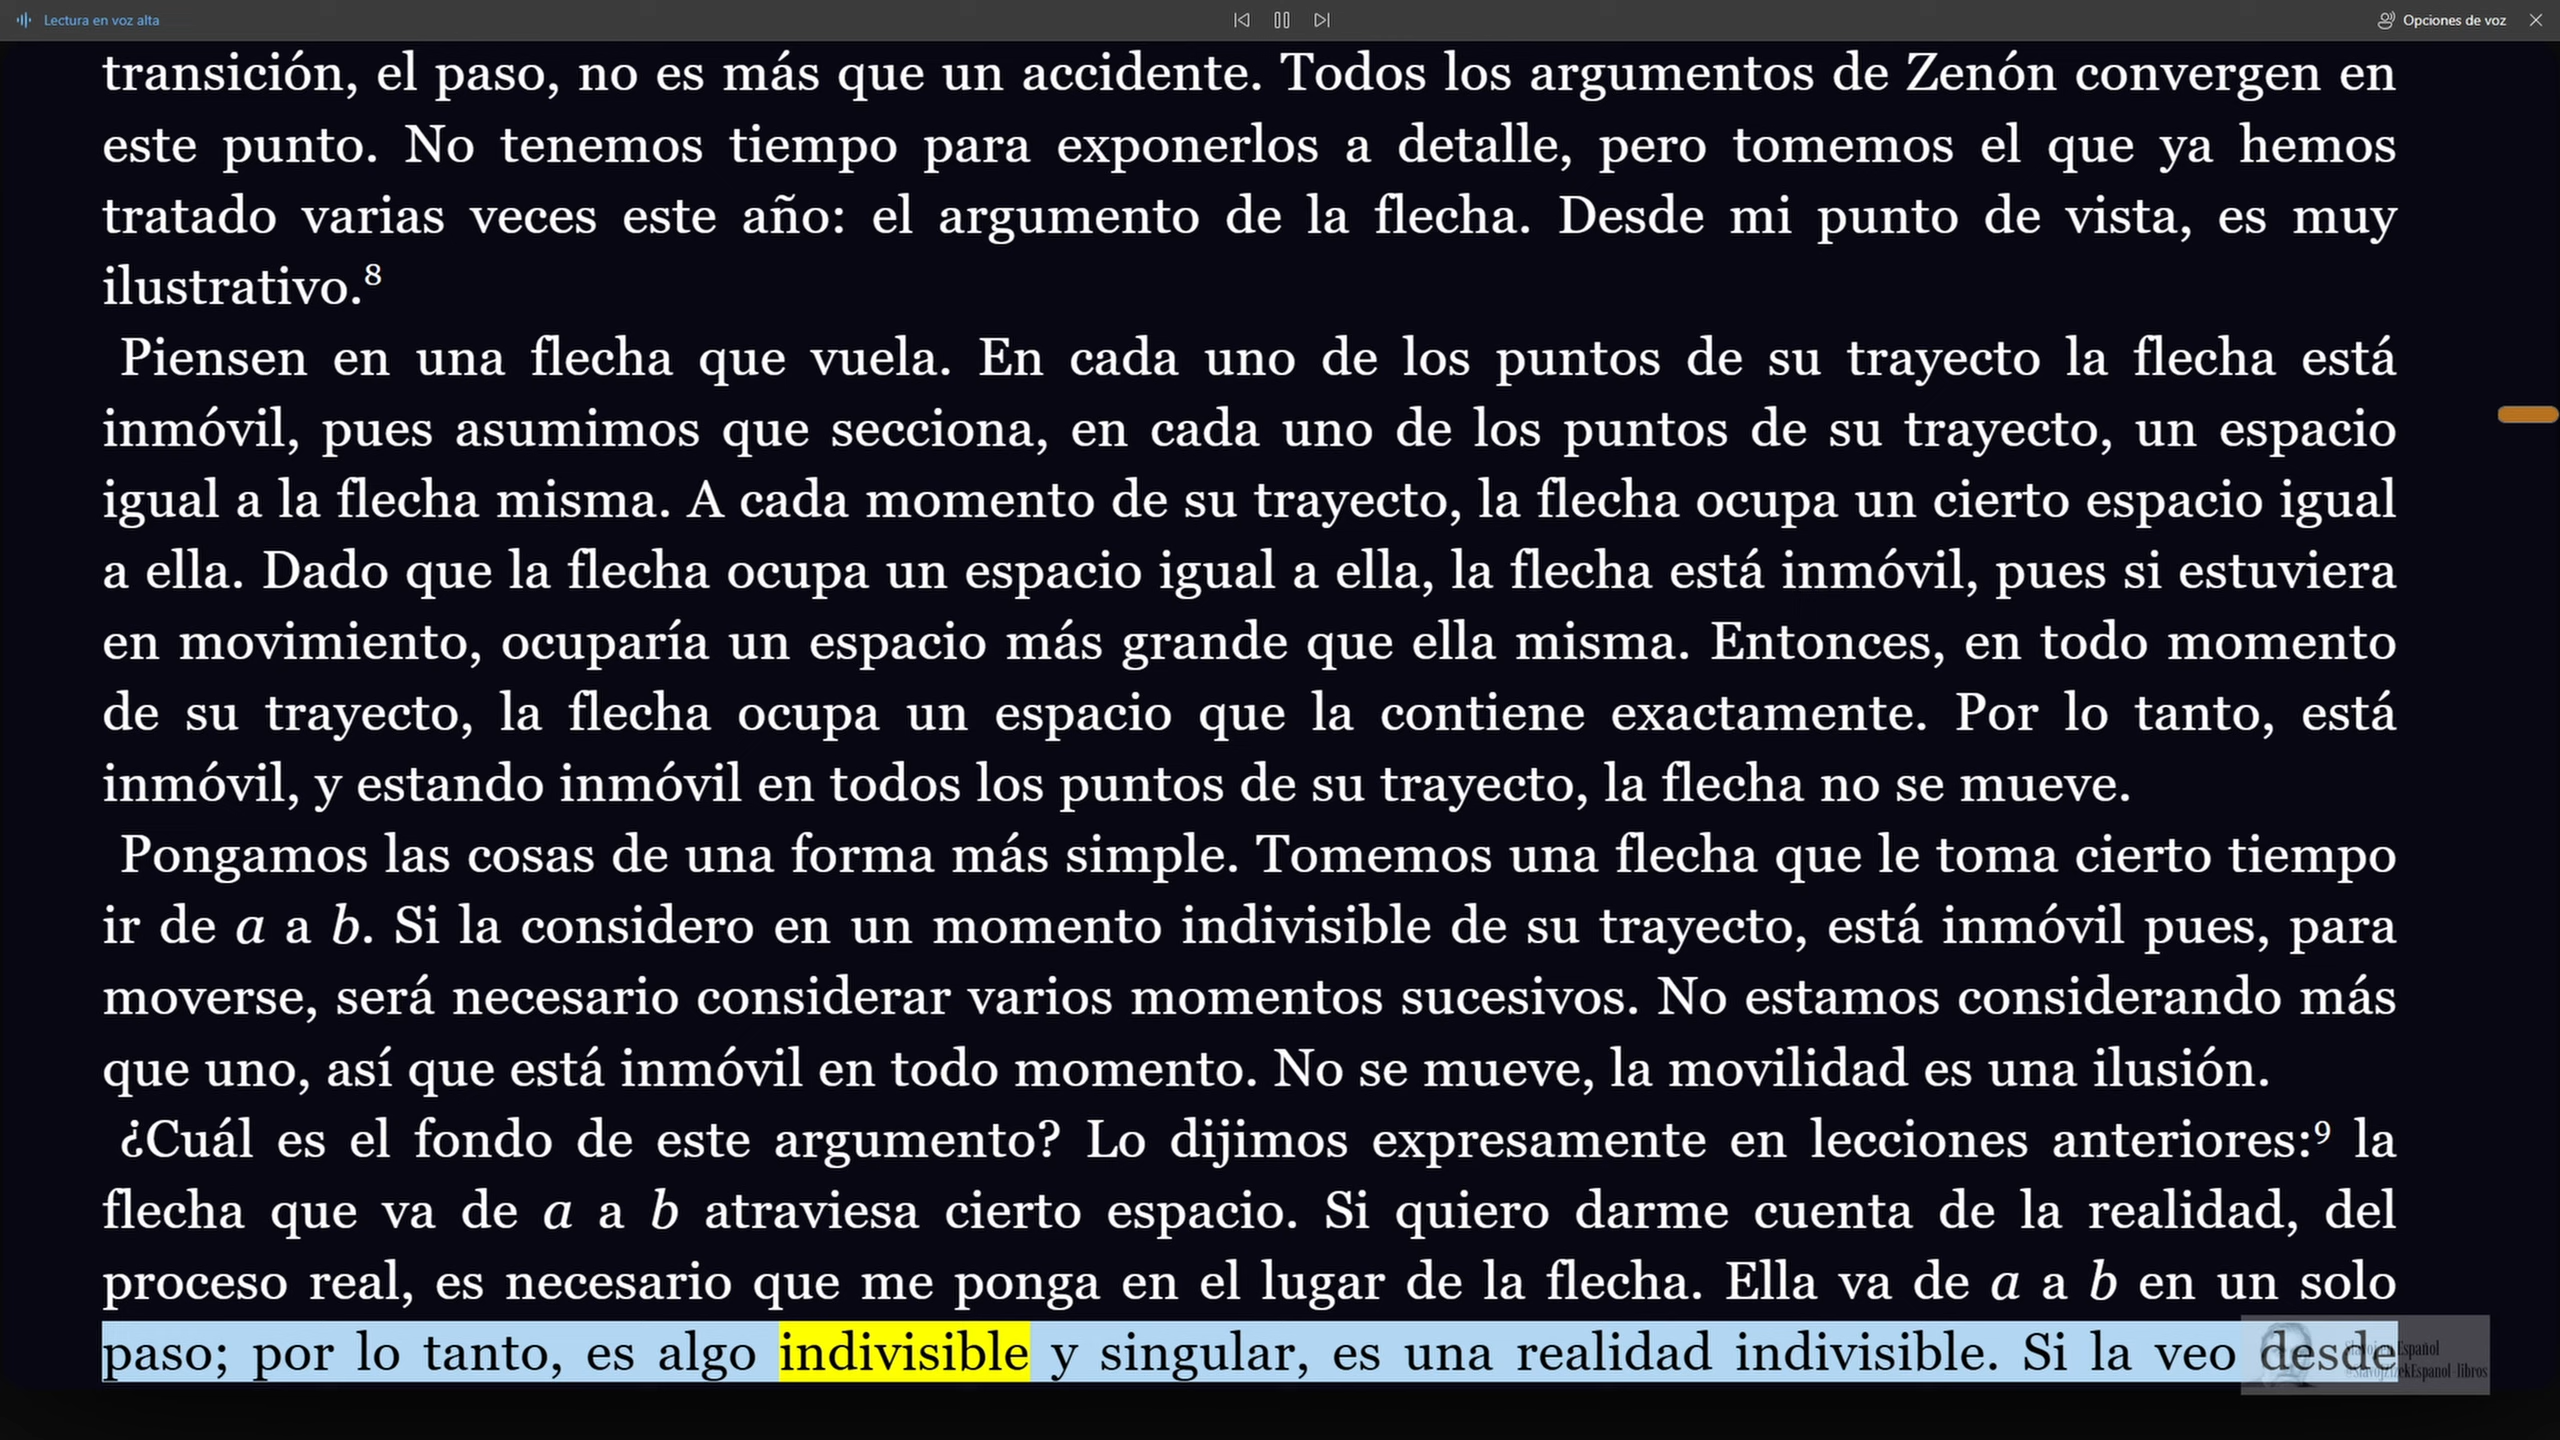 Lectura en voz alta
Opciones de voz
transición, el paso, no es más que un accidente. Todos los argumentos de Zenón convergen en
este punto. No tenemos tiempo para exponerlos a detalle, pero tomemos el que ya hemos
tratado varias veces este año: el argumento de la flecha. Desde mi punto de vista, es muy
ilustrativo.⁸
Piensen en una flecha que vuela. En cada uno de los puntos de su trayecto la flecha está
inmóvil, pues asumimos que secciona, en cada uno de los puntos de su trayecto, un espacio
igual a la flecha misma. A cada momento de su trayecto, la flecha ocupa un cierto espacio igual
a ella. Dado que la flecha ocupa un espacio igual a ella, la flecha está inmóvil, pues si estuviera
en movimiento, ocuparía un espacio más grande que ella misma. Entonces, en todo momento
de su trayecto, la flecha ocupa un espacio que la contiene exactamente. Por lo tanto, está
inmóvil, y estando inmóvil en todos los puntos de su trayecto, la flecha no se mueve.
Pongamos las cosas de una forma más simple. Tomemos una flecha que le toma cierto tiempo
ir de a a b. Si la considero en un momento indivisible de su trayecto, está inmóvil pues, para
moverse, será necesario considerar varios momentos sucesivos. No estamos considerando más
que uno, así que está inmóvil en todo momento. No se mueve, la movilidad es una ilusión.
¿Cuál es el fondo de este argumento? Lo dijimos expresamente en lecciones anteriores:⁹ la
flecha que va de a a b atraviesa cierto espacio. Si quiero darme cuenta de la realidad, del
proceso real, es necesario que me ponga en el lugar de la flecha. Ella va de a a b en un solo
paso; por lo tanto, es algo indivisible y singular, es una realidad indivisible. Si la veo desde
Español
libros